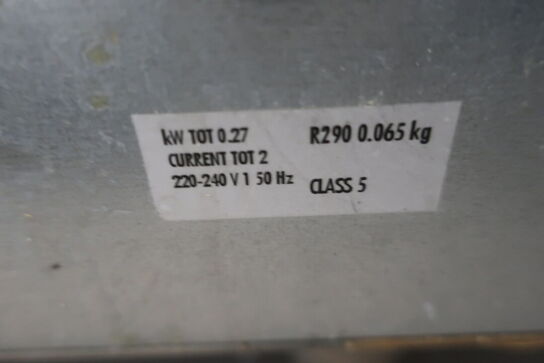 kW TOT 0.27 R290 0.065 kg
CURRENT TOT 2
220-240 V 1 50 Hz CLASS 5